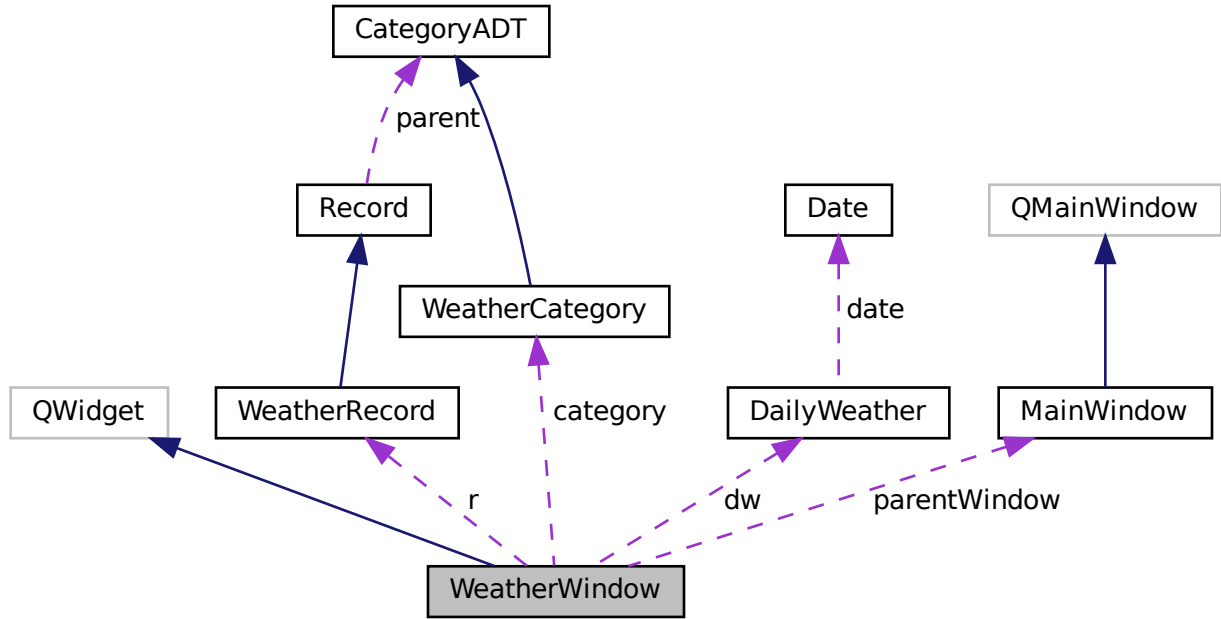 CategoryADT
parent
Record
Date
QMainWindow
WeatherCategory
date
QWidget
WeatherRecord
category
DailyWeather
MainWindow
r
dw
parentWindow
WeatherWindow